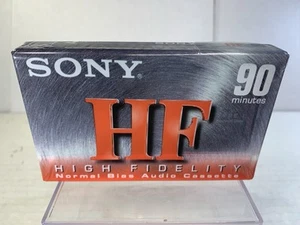 SONY®
90
minutes
HF
HIGH FIDELITY
Normal Bias Audio Cassette